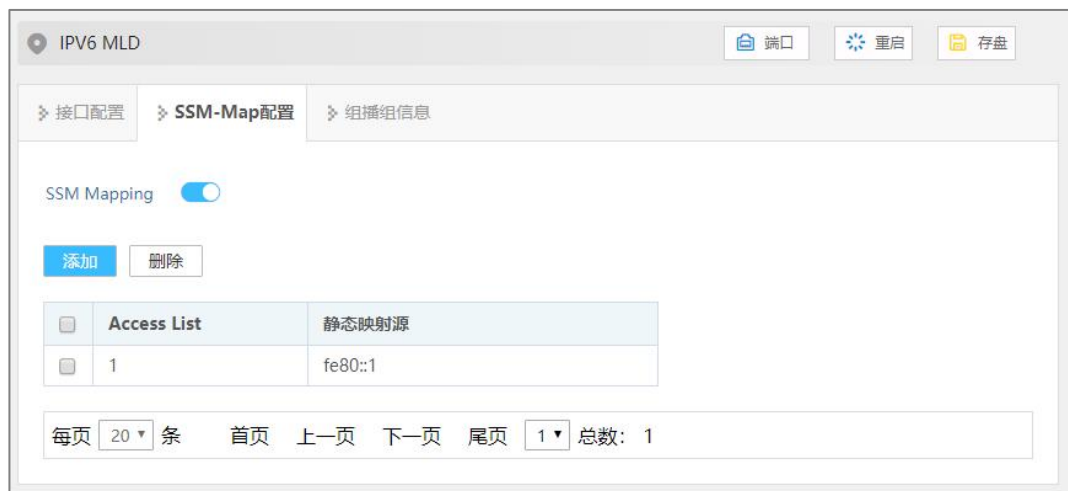 IPV6 MLD 端口 重启 存盘
接口配置 SSM-Map配置 组播组信息
SSM Mapping
添加 删除
Access List 静态映射源
1 fe80::1
每页 20 条 首页 上一页 下一页 尾页 1 总数: 1